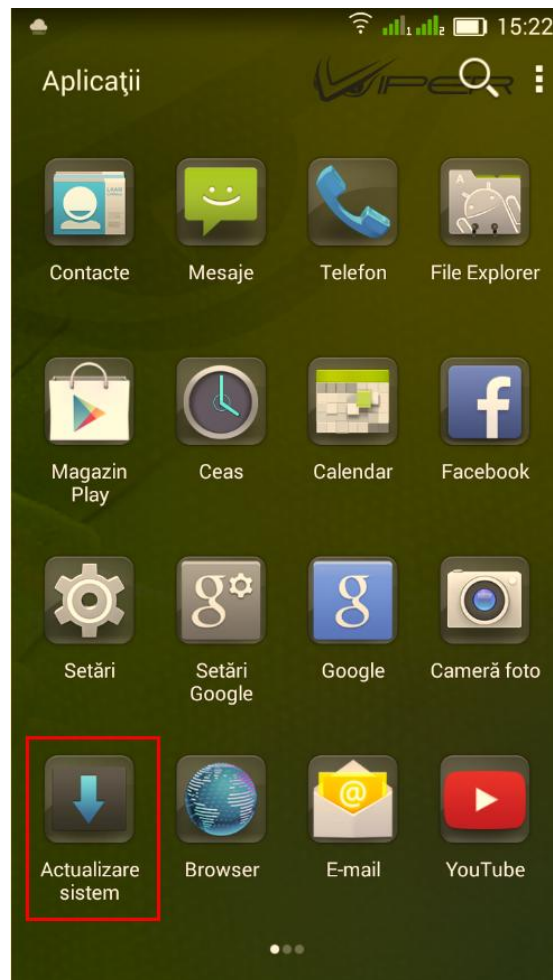 15:22
Aplicaţii
VIPER
Contacte
Mesaje
Telefon
File Explorer
Magazin
Play
Ceas
Calendar
Facebook
Setări
Setări
Google
Google
Cameră foto
Actualizare
sistem
Browser
E-mail
YouTube